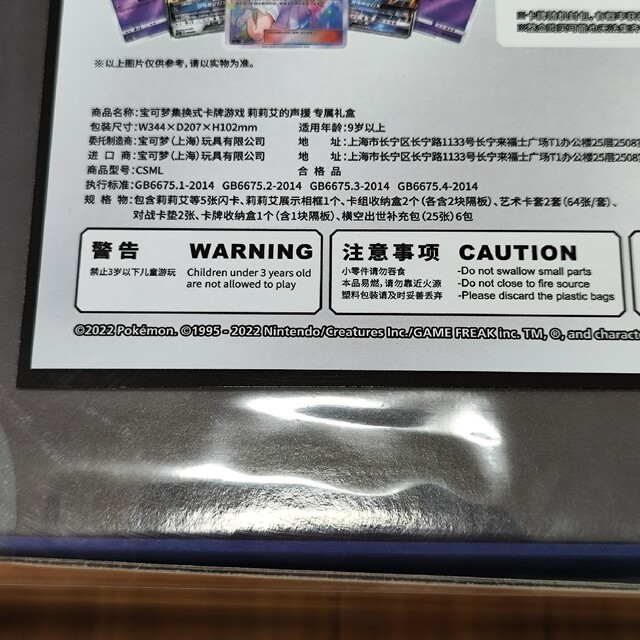 ※以上图片仅供参考，请以实物为准。
商品名称：宝可梦集换式卡牌游戏 莉莉艾的声援 专属礼盒
包装尺寸：W344×D207×H102mm 适用年龄：9岁以上
委托制造商：宝可梦（上海）玩具有限公司 地 址：上海市长宁区长宁路1133号长宁来福士广场T1办公楼25层2508室
进 口 商：宝可梦（上海）玩具有限公司 地 址：上海市长宁区长宁路1133号长宁来福士广场T1办公楼25层2508
商品型号：CSML 合 格 品
执行标准：GB6675.1-2014 GB6675.2-2014 GB6675.3-2014 GB6675.4-2014
规 格 物：包含莉莉艾等5张闪卡、莉莉艾展示相框1个、卡组收纳盒2个（各含2块隔板）、艺术卡套2套（64张/套）、
对战卡垫2张、卡牌收纳盒1个（含1块隔板）、横空出世补充包（25张）6包
警告 WARNING
禁止3岁以下儿童游玩 Children under 3 years old
are not allowed to play
注意事项 CAUTION
小零件请勿吞食 -Do not swallow small parts
本品易燃，请勿靠近火源 -Do not close to fire source
塑料包装请及时妥善丢弃 -Please discard the plastic bags
©2022 Pokémon. ©1995 - 2022 Nintendo/Creatures Inc./GAME FREAK inc. TM, ®, and charac